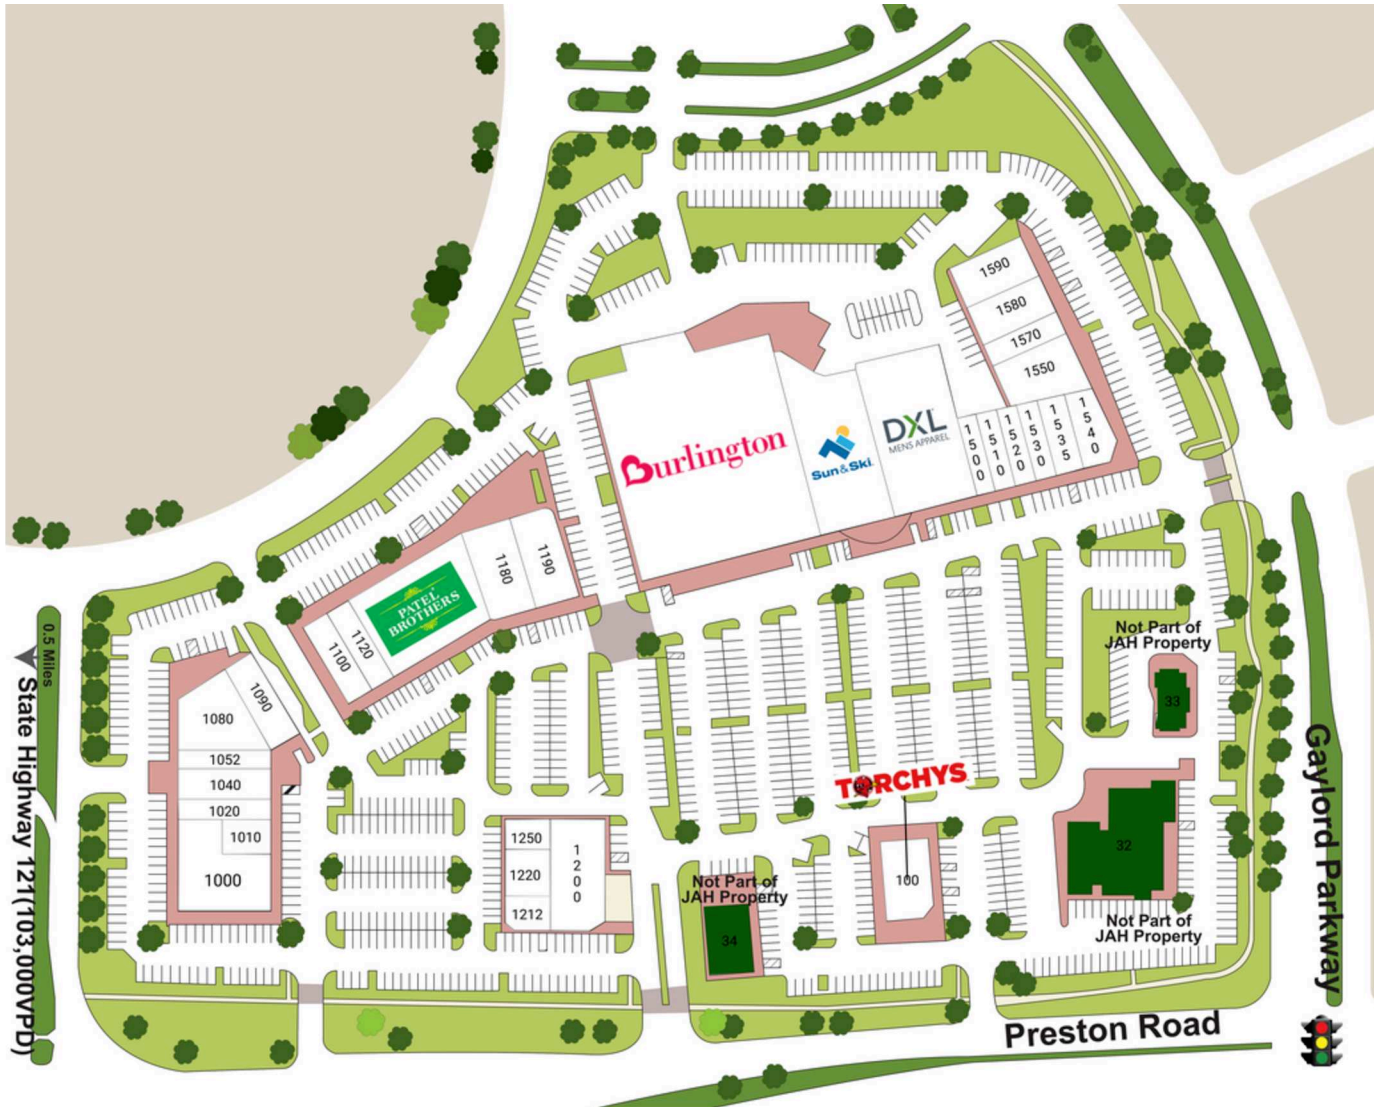 1590
1580
1570
1550
1500
1510
1520
1530
1535
1540
Burlington
Sun&Ski
DXL
MENS APPAREL
1190
1180
PATEL
BROTHERS
1120
1100
1090
1080
1052
1040
1020
1010
1000
1250
1220
1212
1200
TORCHYS
100
Not Part of
JAH Property
33
32
Not Part of
JAH Property
Not Part of
JAH Property
34
0.5 Miles
State Highway 121(103,000VPD)
Gaylord Parkway
Preston Road